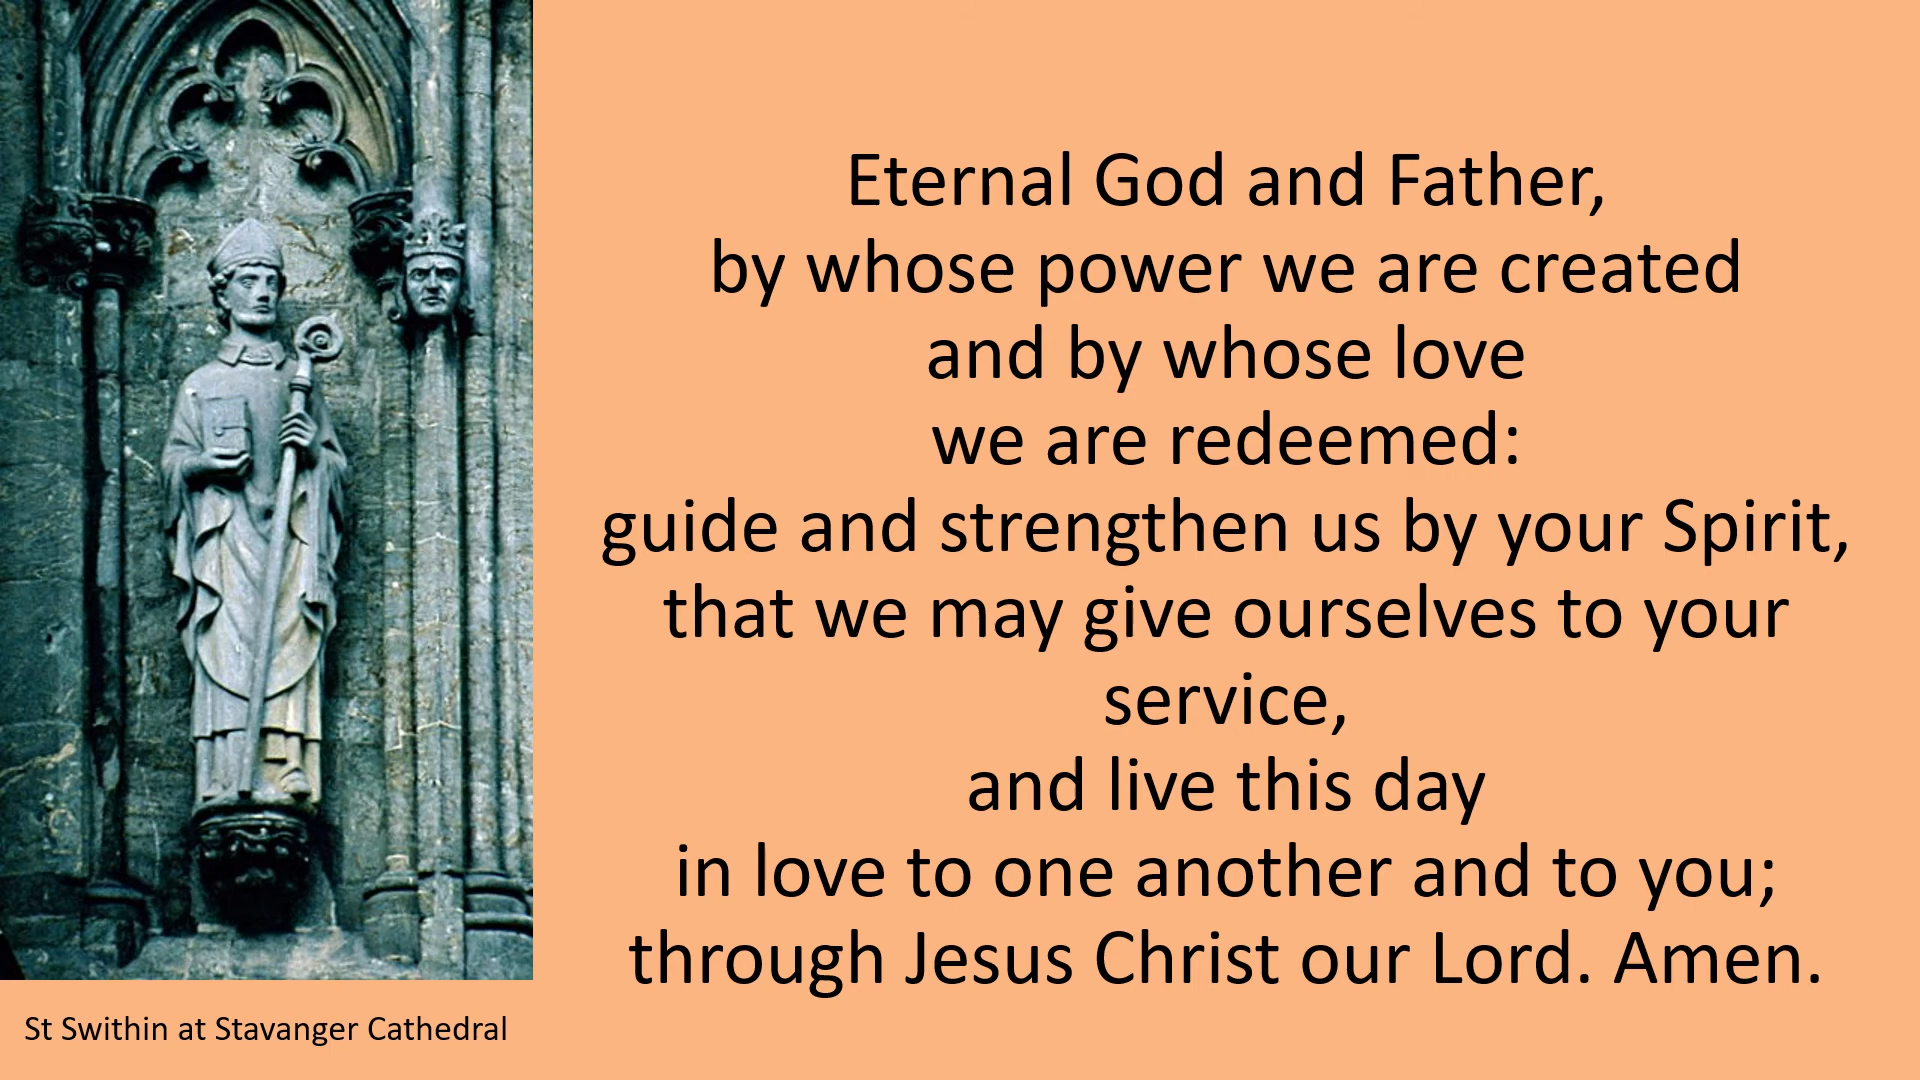 Eternal God and Father,
by whose power we are created
and by whose love
we are redeemed:
guide and strengthen us by your Spirit,
that we may give ourselves to your
service,
and live this day
in love to one another and to you;
through Jesus Christ our Lord. Amen.
St Swithin at Stavanger Cathedral